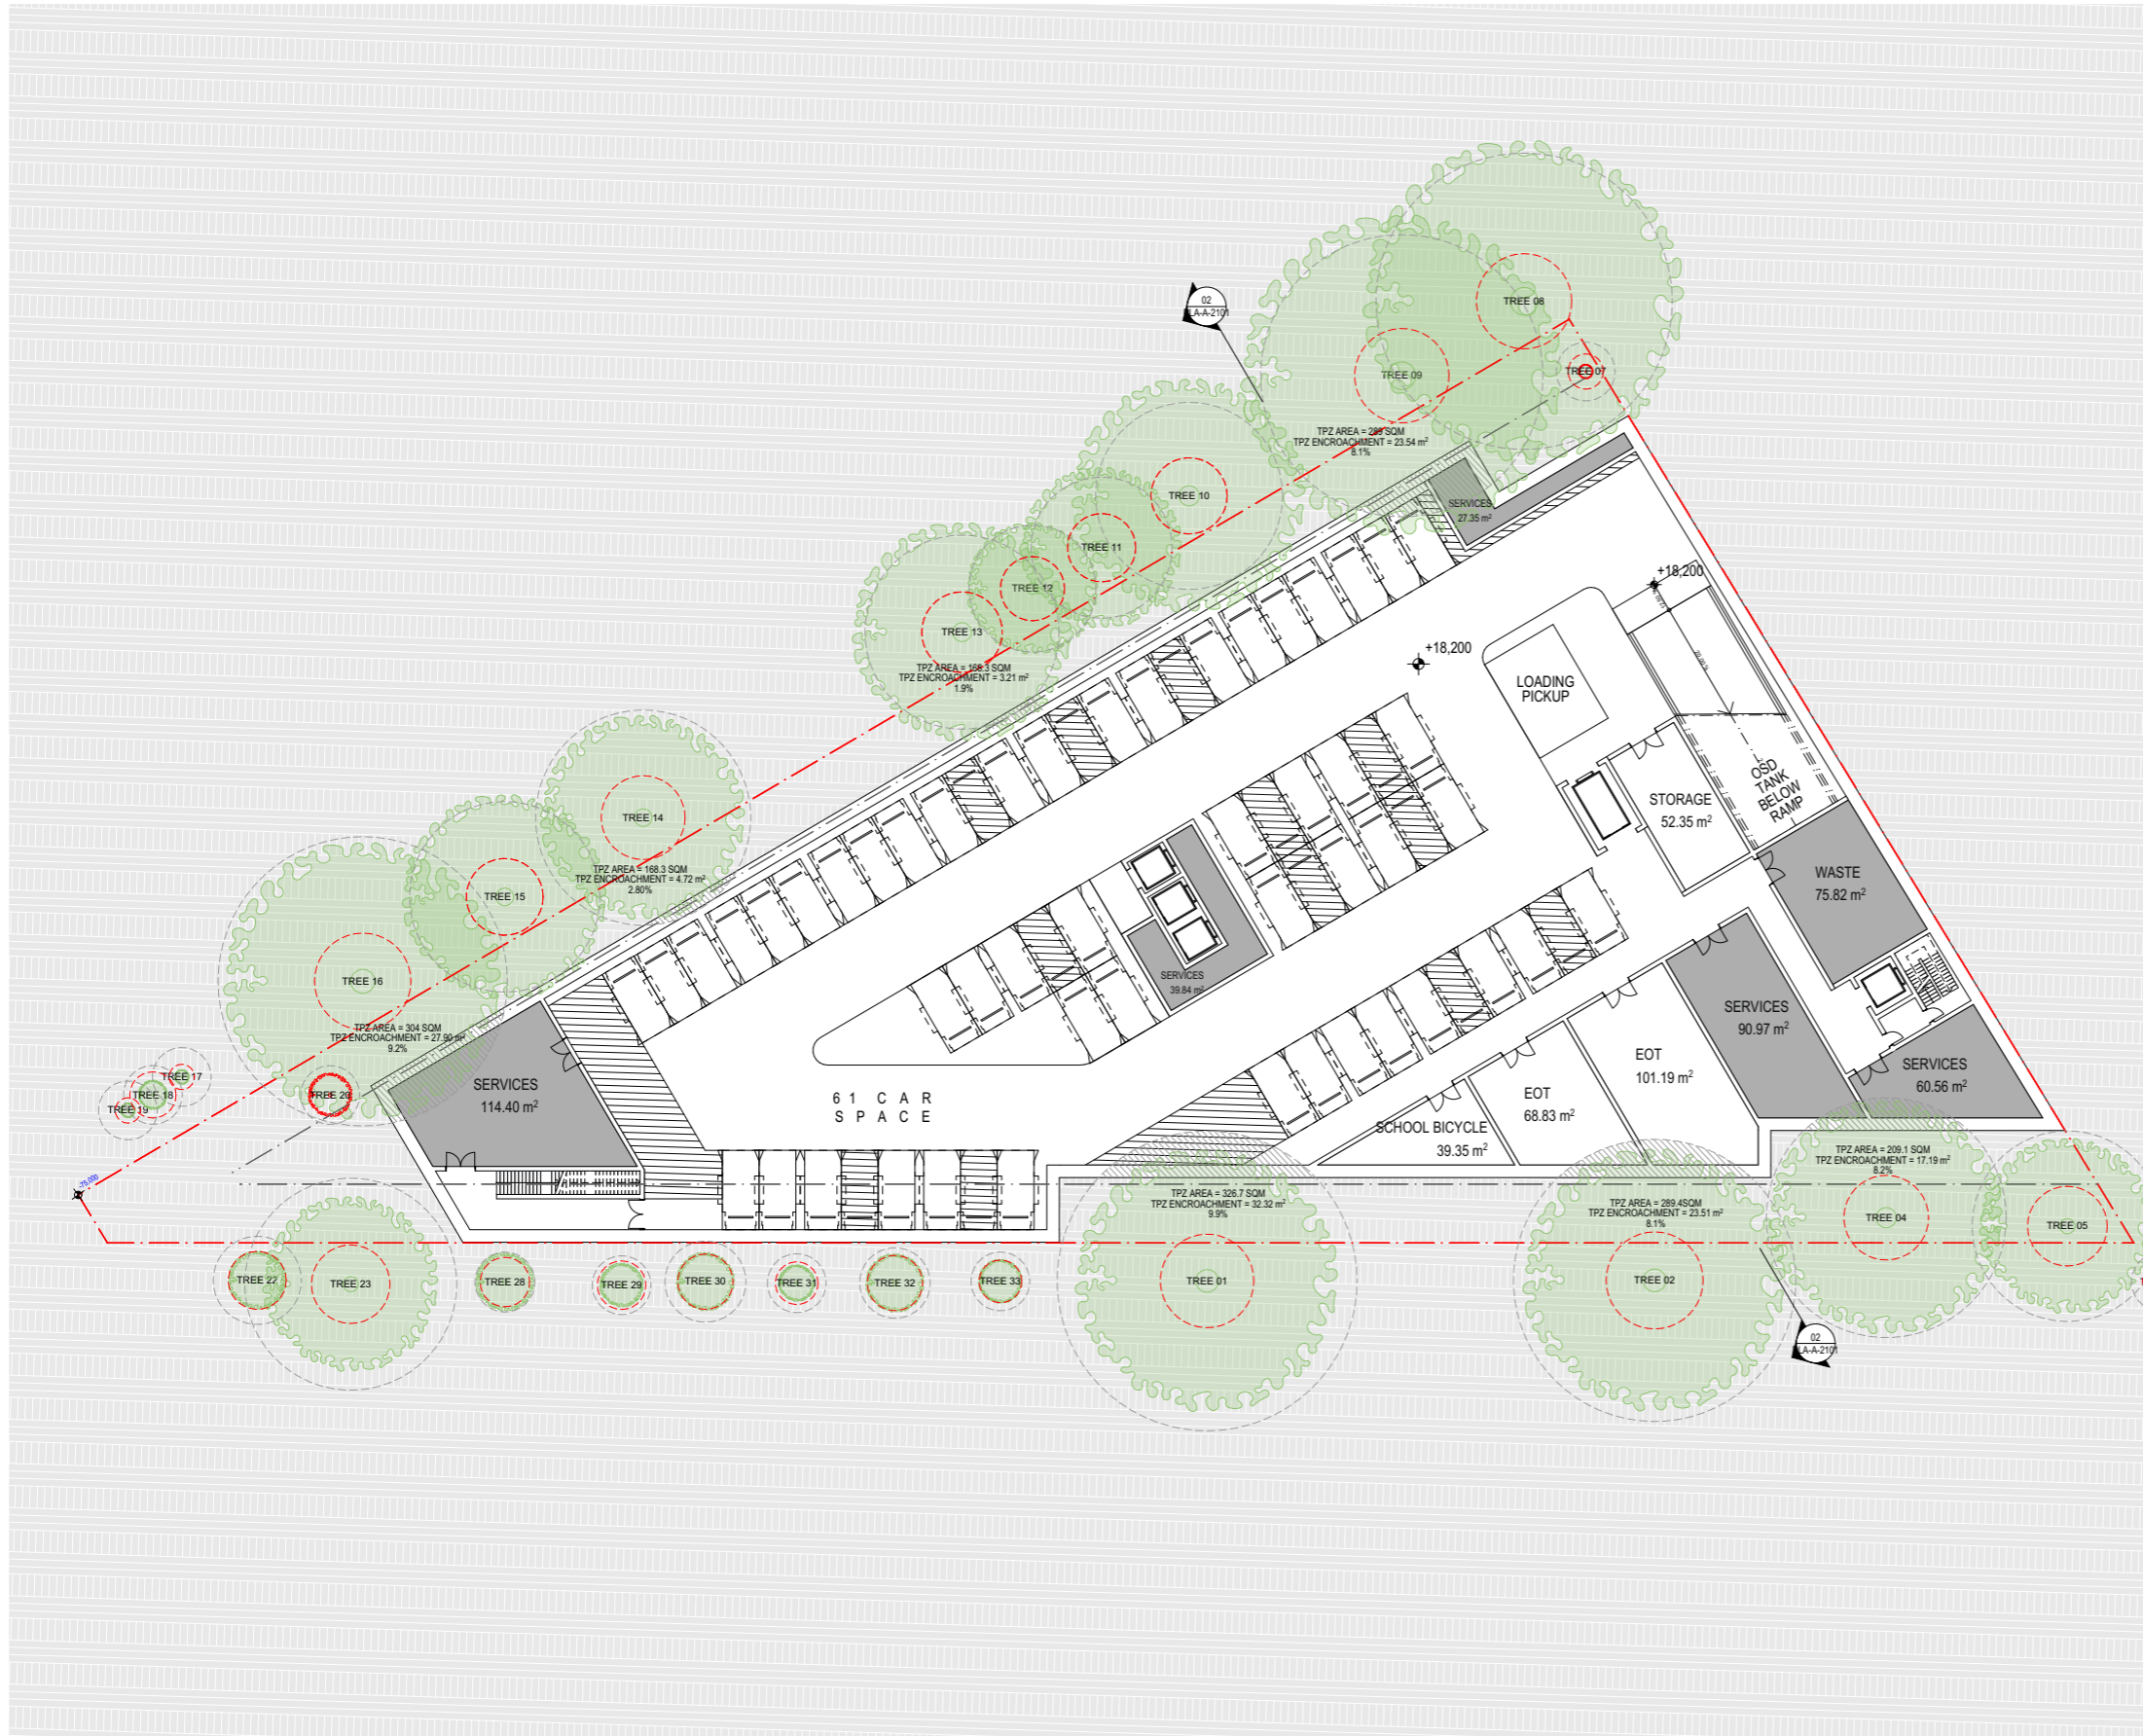 TREE 08
02
TREE 09
TREE 07
TPZ AREA = 289 SQM
TPZ ENCROACHMENT = 23.54 m²
8.1%
TREE 10
SERVICES
27.35 m²
TREE 11
TREE 12
TREE 13
+18,200
TPZ AREA = 168.3 SQM
TPZ ENCROACHMENT = 3.21 m²
1.9%
+18,200
LOADING
PICKUP
TREE 14
OSD
TANK
BELOW
RAMP
STORAGE
52.35 m²
TPZ AREA = 168.3 SQM
TPZ ENCROACHMENT = 4.72 m²
2.80%
TREE 15
WASTE
75.82 m²
TREE 16
SERVICES
39.84 m²
SERVICES
90.97 m²
TPZ AREA = 304 SQM
TPZ ENCROACHMENT = 27.90 m²
9.2%
EOT
101.19 m²
SERVICES
60.56 m²
TREE 17
TREE 18
TREE 19
TREE 20
SERVICES
114.40 m²
61 CAR
SPACE
EOT
68.83 m²
SCHOOL BICYCLE
39.35 m²
TPZ AREA = 209.1 SQM
TPZ ENCROACHMENT = 17.19 m²
8.2%
-75,000
TPZ AREA = 326.7 SQM
TPZ ENCROACHMENT = 32.32 m²
9.9%
TPZ AREA = 289.4SQM
TPZ ENCROACHMENT = 23.51 m²
8.1%
TREE 04
TREE 05
TREE 22
TREE 23
TREE 28
TREE 29
TREE 30
TREE 31
TREE 32
TREE 33
TREE 01
TREE 02
02